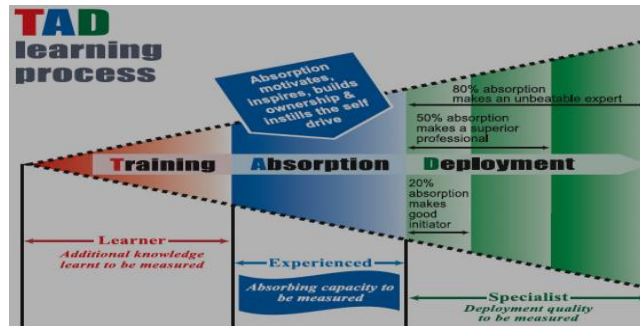 TAD
learning
process
Absorption
motivates,
inspires, builds
ownership &
instills the self
drive
80% absorption
makes an unbeatable expert
50% absorption
makes a superior
professional
Training Absorption Deployment
20%
absorption
makes
good
initiator
Learner
Additional knowledge
learnt to be measured
Experienced
Absorbing capacity to
be measured
Specialist
Deployment quality
to be measured